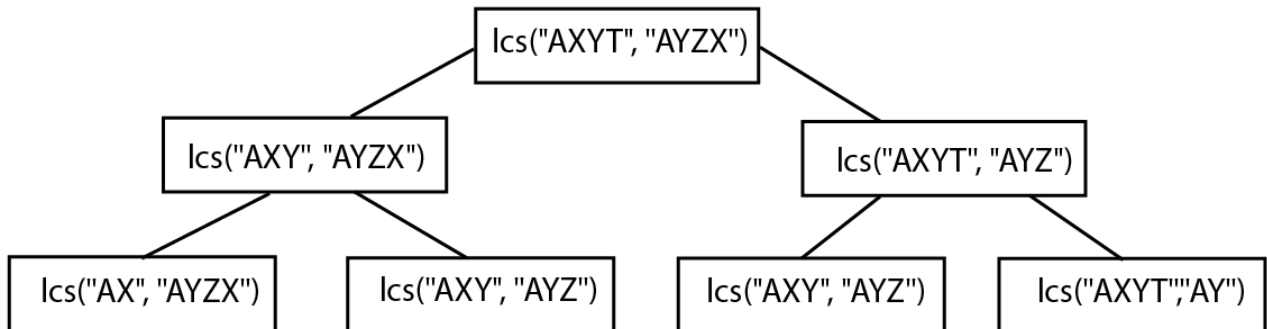 lcs("AXYT", "AYZX")
lcs("AXY", "AYZX")
lcs("AXYT", "AYZ")
lcs("AX", "AYZX")
lcs("AXY", "AYZ")
lcs("AXY", "AYZ")
lcs("AXYT","AY")